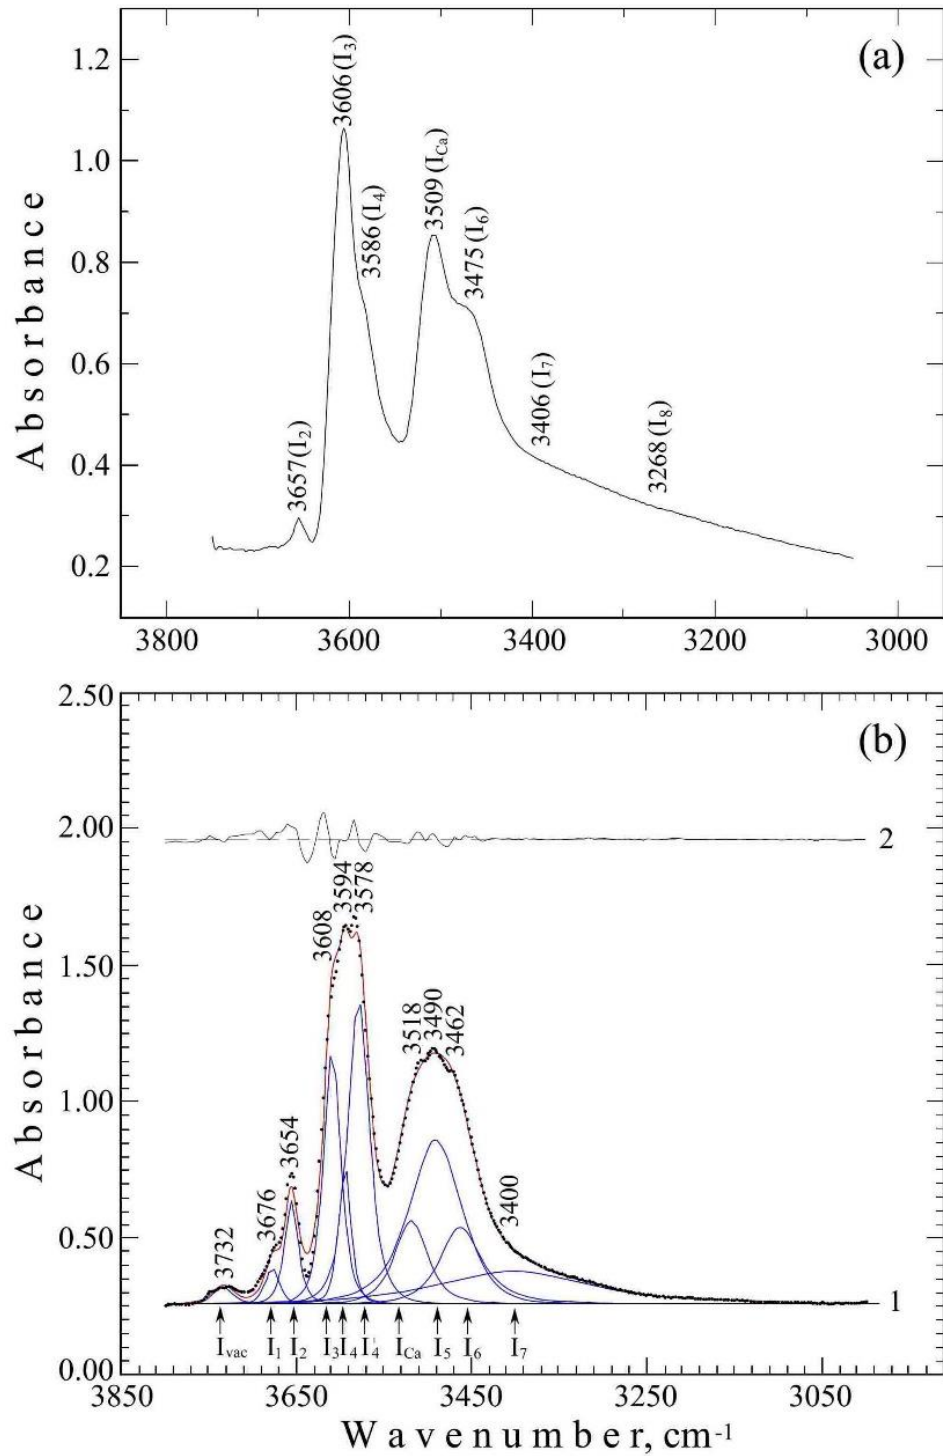 (a)
1.2
1.0
0.8
0.6
0.4
0.2
Absorbance
3657 (I2)
3606 (I3)
3586 (I4)
3509 (ICa)
3475 (I6)
3406 (I7)
3268 (I8)
3800 3600 3400 3200 3000
(b)
2.50
2.00
1.50
1.00
0.50
0.00
Absorbance
2
3732
3676
3654
3608
3594
3578
3518
3490
3462
3400
1
Ivac I1 I2 I3 I4 I4' ICa I5 I6 I7
3850 3650 3450 3250 3050
Wavenumber, cm-1